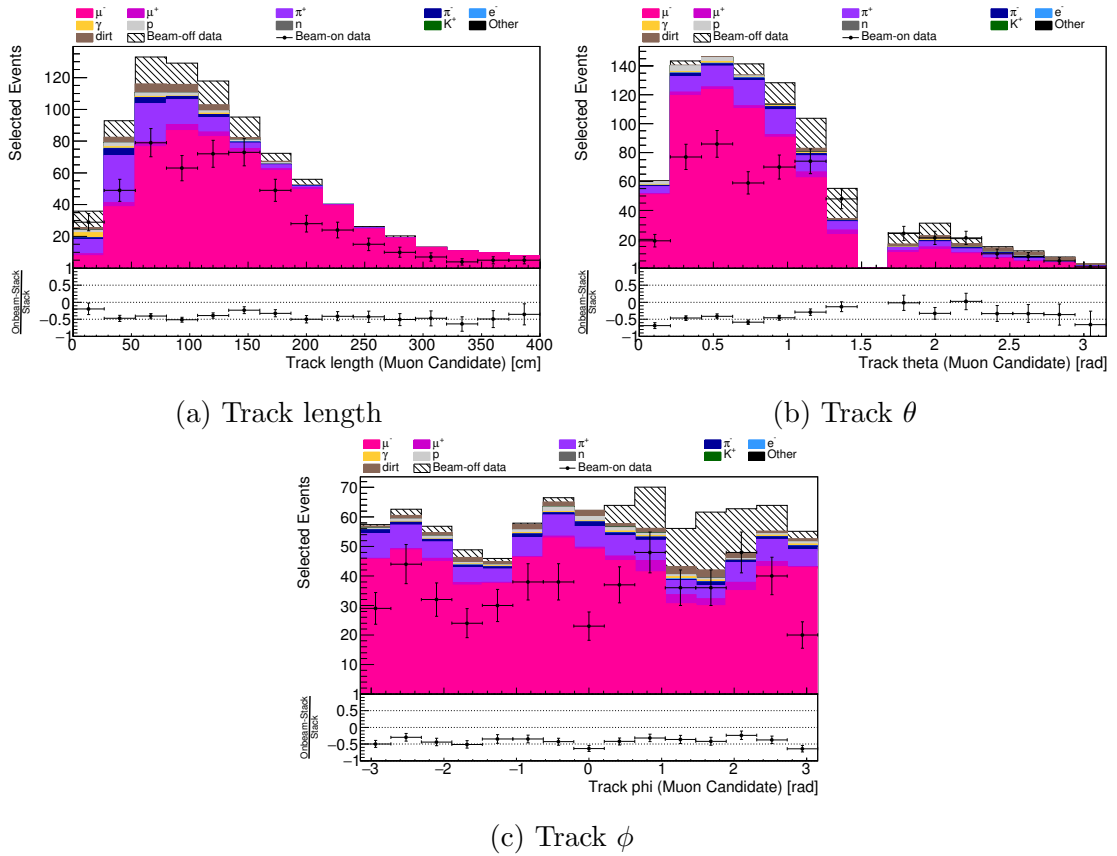 μ- μ+ π+ π- e-
γ p n K+ Other
dirt Beam-off data Beam-on data
Selected Events
120
100
80
60
40
20
1
0.5
0
−0.5
−1
Onbeam-Stack
Stack
0 50 100 150 200 250 300 350 400
Track length (Muon Candidate) [cm]
(a) Track length
μ- μ+ π+ π- e-
γ p n K+ Other
dirt Beam-off data Beam-on data
Selected Events
140
120
100
80
60
40
20
1
0.5
0
−0.5
−1
Onbeam-Stack
Stack
0 0.5 1 1.5 2 2.5 3
Track theta (Muon Candidate) [rad]
(b) Track θ
μ- μ+ π+ π- e-
γ p n K+ Other
dirt Beam-off data Beam-on data
Selected Events
70
60
50
40
30
20
10
1
0.5
0
−0.5
−1
Onbeam-Stack
Stack
−3 −2 −1 0 1 2 3
Track phi (Muon Candidate) [rad]
(c) Track ϕ